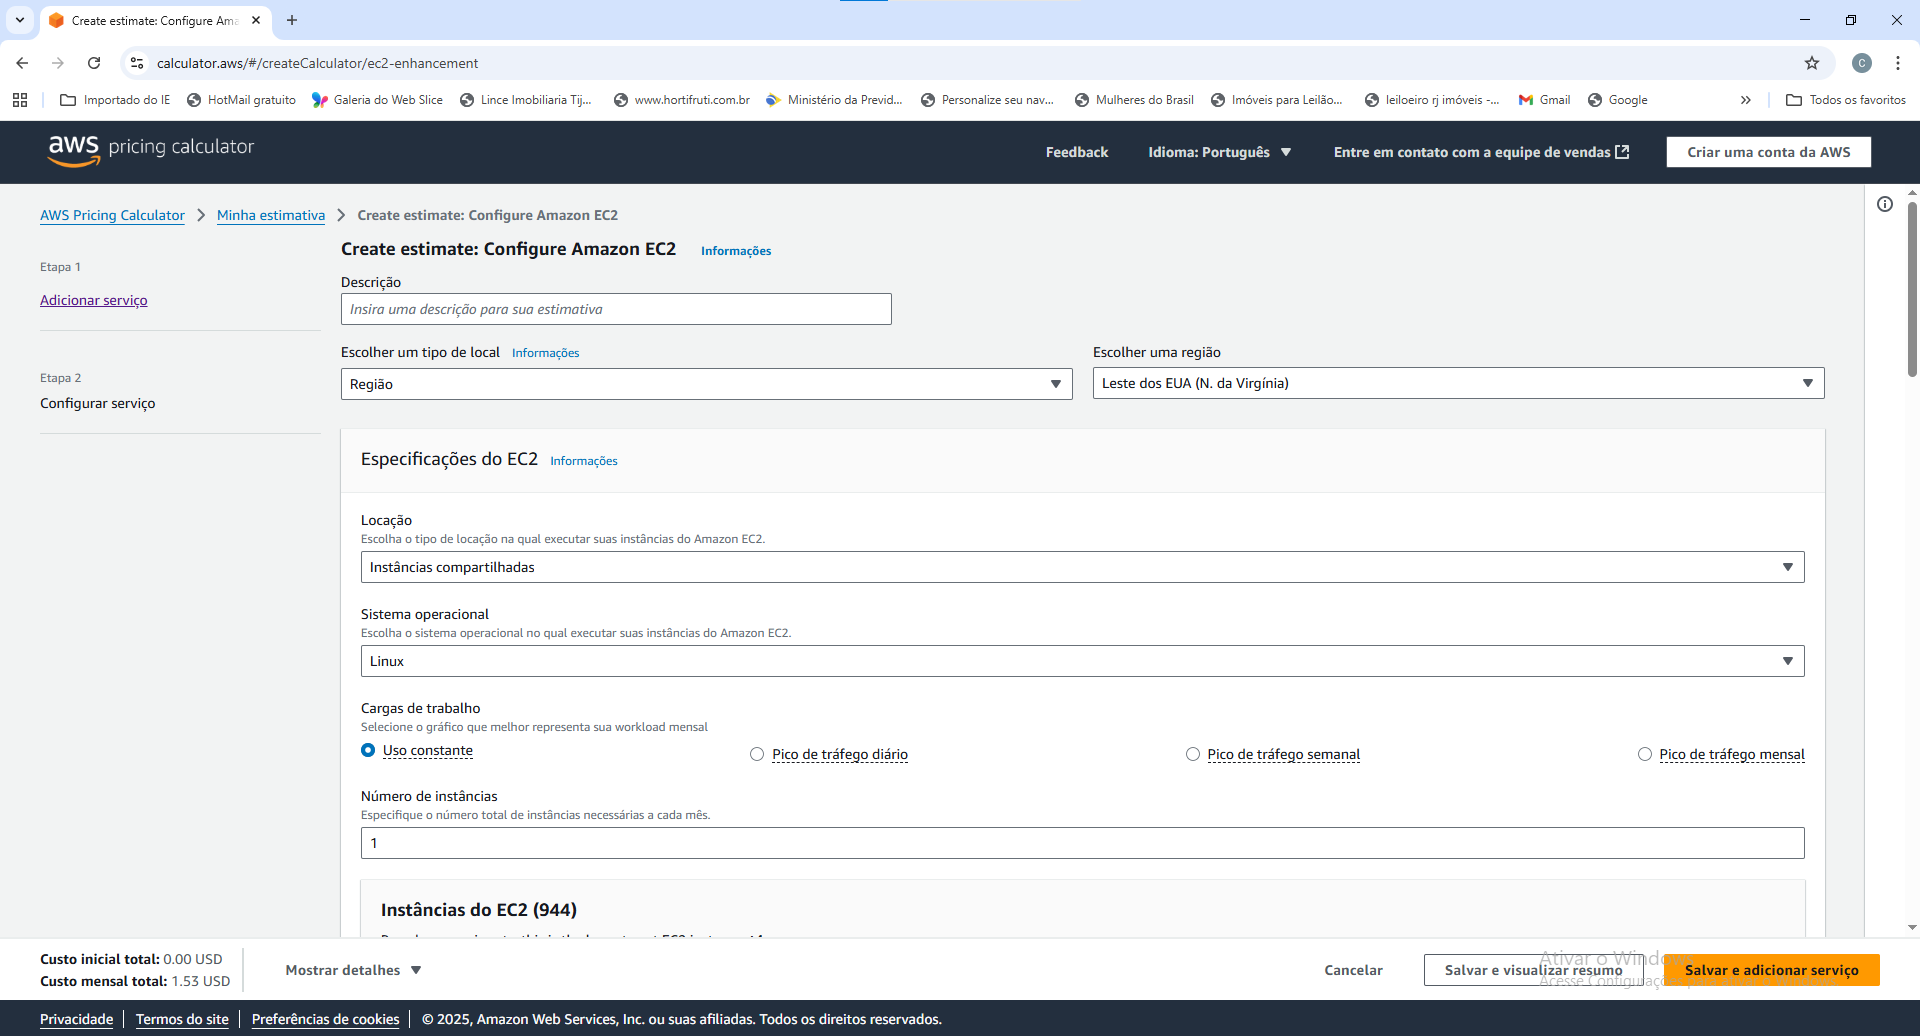 Create estimate: Configure Ama
calculator.aws/#/createCalculator/ec2-enhancement
Importado do IE
HotMail gratuito
Galeria do Web Slice
Lince Imobiliaria Tij...
www.hortifruti.com.br
Ministério da Previd...
Personalize seu nav...
Mulheres do Brasil
Imóveis para Leilão...
leiloeiro rj imóveis -...
Gmail
Google
Todos os favoritos
C
aws pricing calculator
Feedback
Idioma: Português
Entre em contato com a equipe de vendas
Criar uma conta da AWS
AWS Pricing Calculator
Minha estimativa
Create estimate: Configure Amazon EC2
Etapa 1
Adicionar serviço
Etapa 2
Configurar serviço
Create estimate: Configure Amazon EC2 Informações
Descrição
Insira uma descrição para sua estimativa
Escolher um tipo de local Informações
Região
Escolher uma região
Leste dos EUA (N. da Virgínia)
Especificações do EC2 Informações
Locação
Escolha o tipo de locação na qual executar suas instâncias do Amazon EC2.
Instâncias compartilhadas
Sistema operacional
Escolha o sistema operacional no qual executar suas instâncias do Amazon EC2.
Linux
Cargas de trabalho
Selecione o gráfico que melhor representa sua workload mensal
Uso constante
Pico de tráfego diário
Pico de tráfego semanal
Pico de tráfego mensal
Número de instâncias
Especifique o número total de instâncias necessárias a cada mês.
1
Instâncias do EC2 (944)
Custo inicial total: 0.00 USD
Custo mensal total: 1.53 USD
Mostrar detalhes
Cancelar
Salvar e visualizar resumo
Salvar e adicionar serviço
Ativar o Windows
Privacidade
Termos do site
Preferências de cookies
© 2025, Amazon Web Services, Inc. ou suas afiliadas. Todos os direitos reservados.